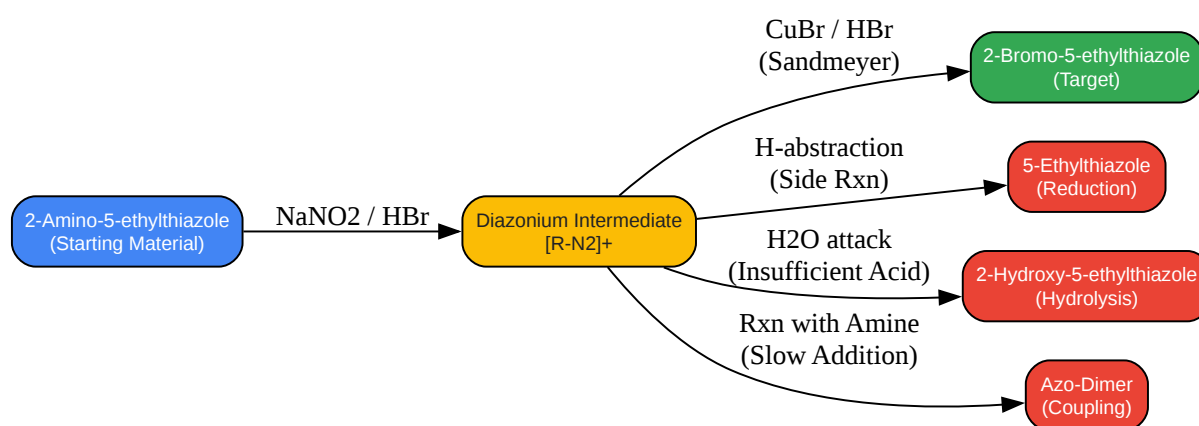 CuBr / HBr
(Sandmeyer)
2-Bromo-5-ethylthiazole
(Target)
H-abstraction
(Side Rxn)
5-Ethylthiazole
(Reduction)
2-Amino-5-ethylthiazole
(Starting Material)
NaNO2 / HBr
Diazonium Intermediate
[R-N2]+
H2O attack
(Insufficient Acid)
2-Hydroxy-5-ethylthiazole
(Hydrolysis)
Rxn with Amine
(Slow Addition)
Azo-Dimer
(Coupling)